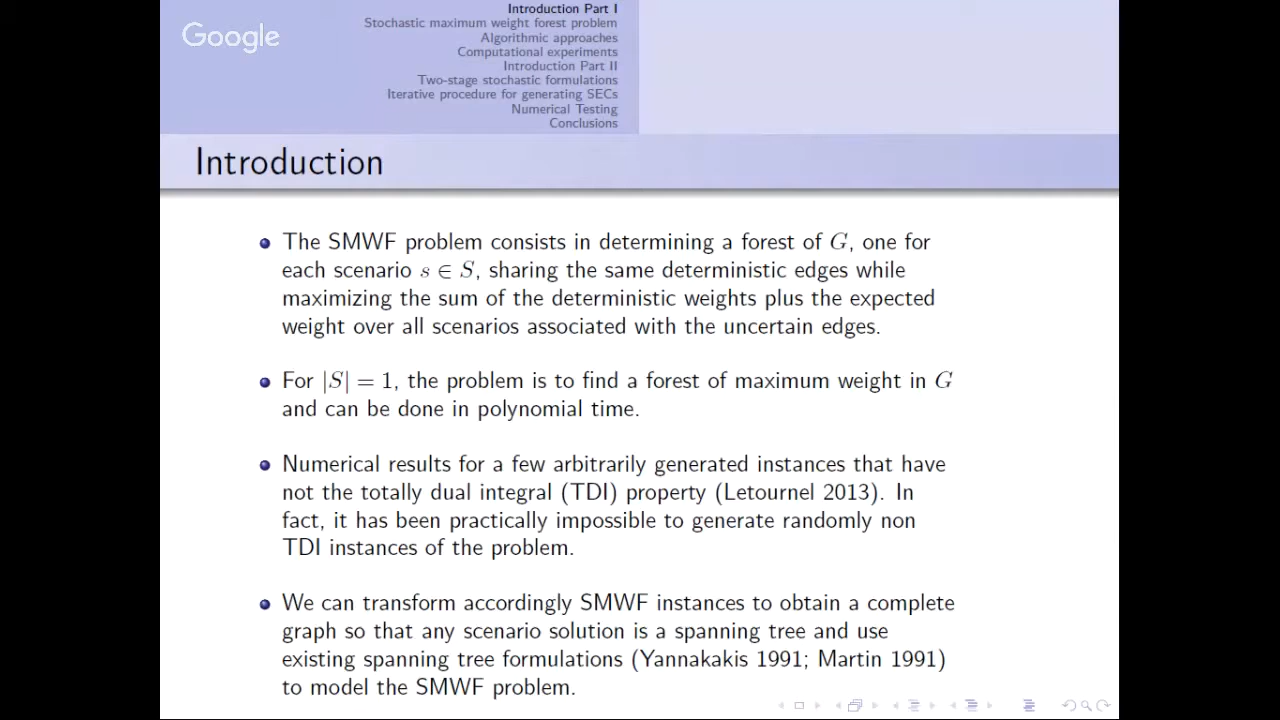 Google
Introduction Part I
Stochastic maximum weight forest problem
Algorithmic approaches
Computational experiments
Introduction Part II
Two-stage stochastic formulations
Iterative procedure for generating SECs
Numerical Testing
Conclusions
Introduction
The SMWF problem consists in determining a forest of G, one for
each scenario s ∈ S, sharing the same deterministic edges while
maximizing the sum of the deterministic weights plus the expected
weight over all scenarios associated with the uncertain edges.
For |S| = 1, the problem is to find a forest of maximum weight in G
and can be done in polynomial time.
Numerical results for a few arbitrarily generated instances that have
not the totally dual integral (TDI) property (Letournel 2013). In
fact, it has been practically impossible to generate randomly non
TDI instances of the problem.
We can transform accordingly SMWF instances to obtain a complete
graph so that any scenario solution is a spanning tree and use
existing spanning tree formulations (Yannakakis 1991; Martin 1991)
to model the SMWF problem.